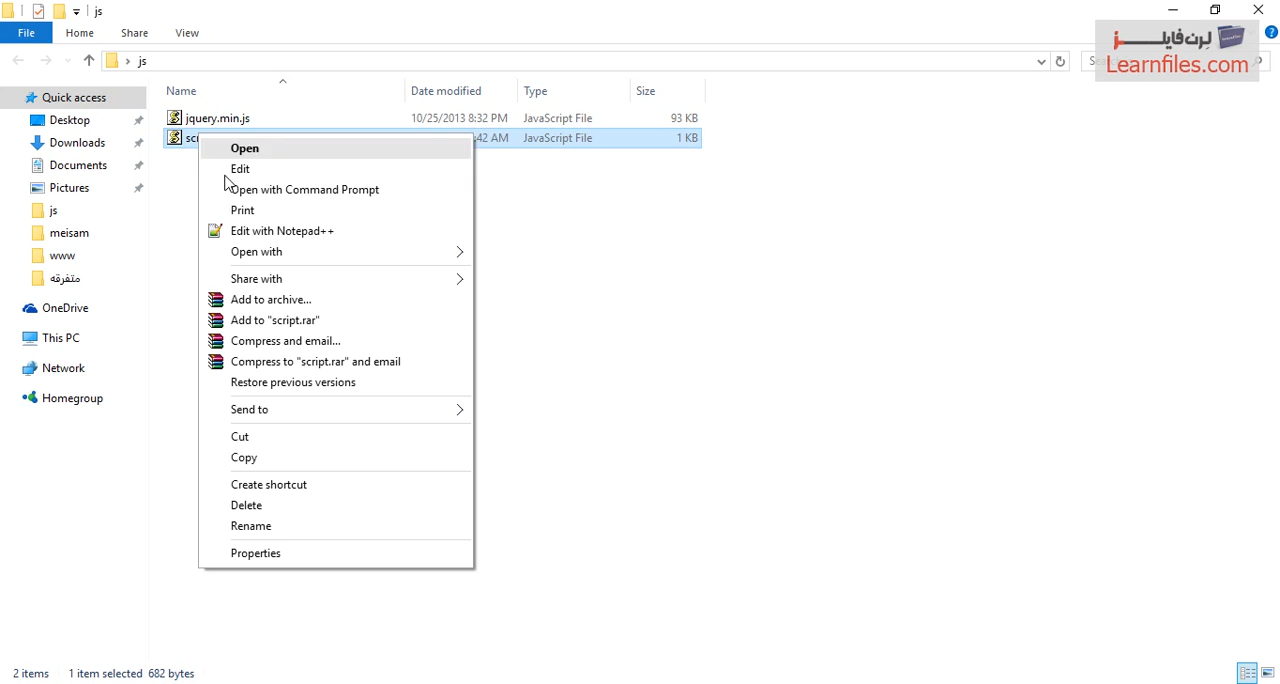 js
File Home Share View
لرن‌فایلز
Learnfiles.com
js
Name Date modified Type Size
Quick access
jquery.min.js 10/25/2013 8:32 PM JavaScript File 93 KB
:42 AM JavaScript File 1 KB
Desktop
Downloads
Documents
Pictures
js
meisam
www
متفرقه
OneDrive
This PC
Network
Homegroup
Open
Edit
Open with Command Prompt
Print
Edit with Notepad++
Open with
Share with
Add to archive...
Add to "script.rar"
Compress and email...
Compress to "script.rar" and email
Restore previous versions
Send to
Cut
Copy
Create shortcut
Delete
Rename
Properties
2 items 1 item selected 682 bytes